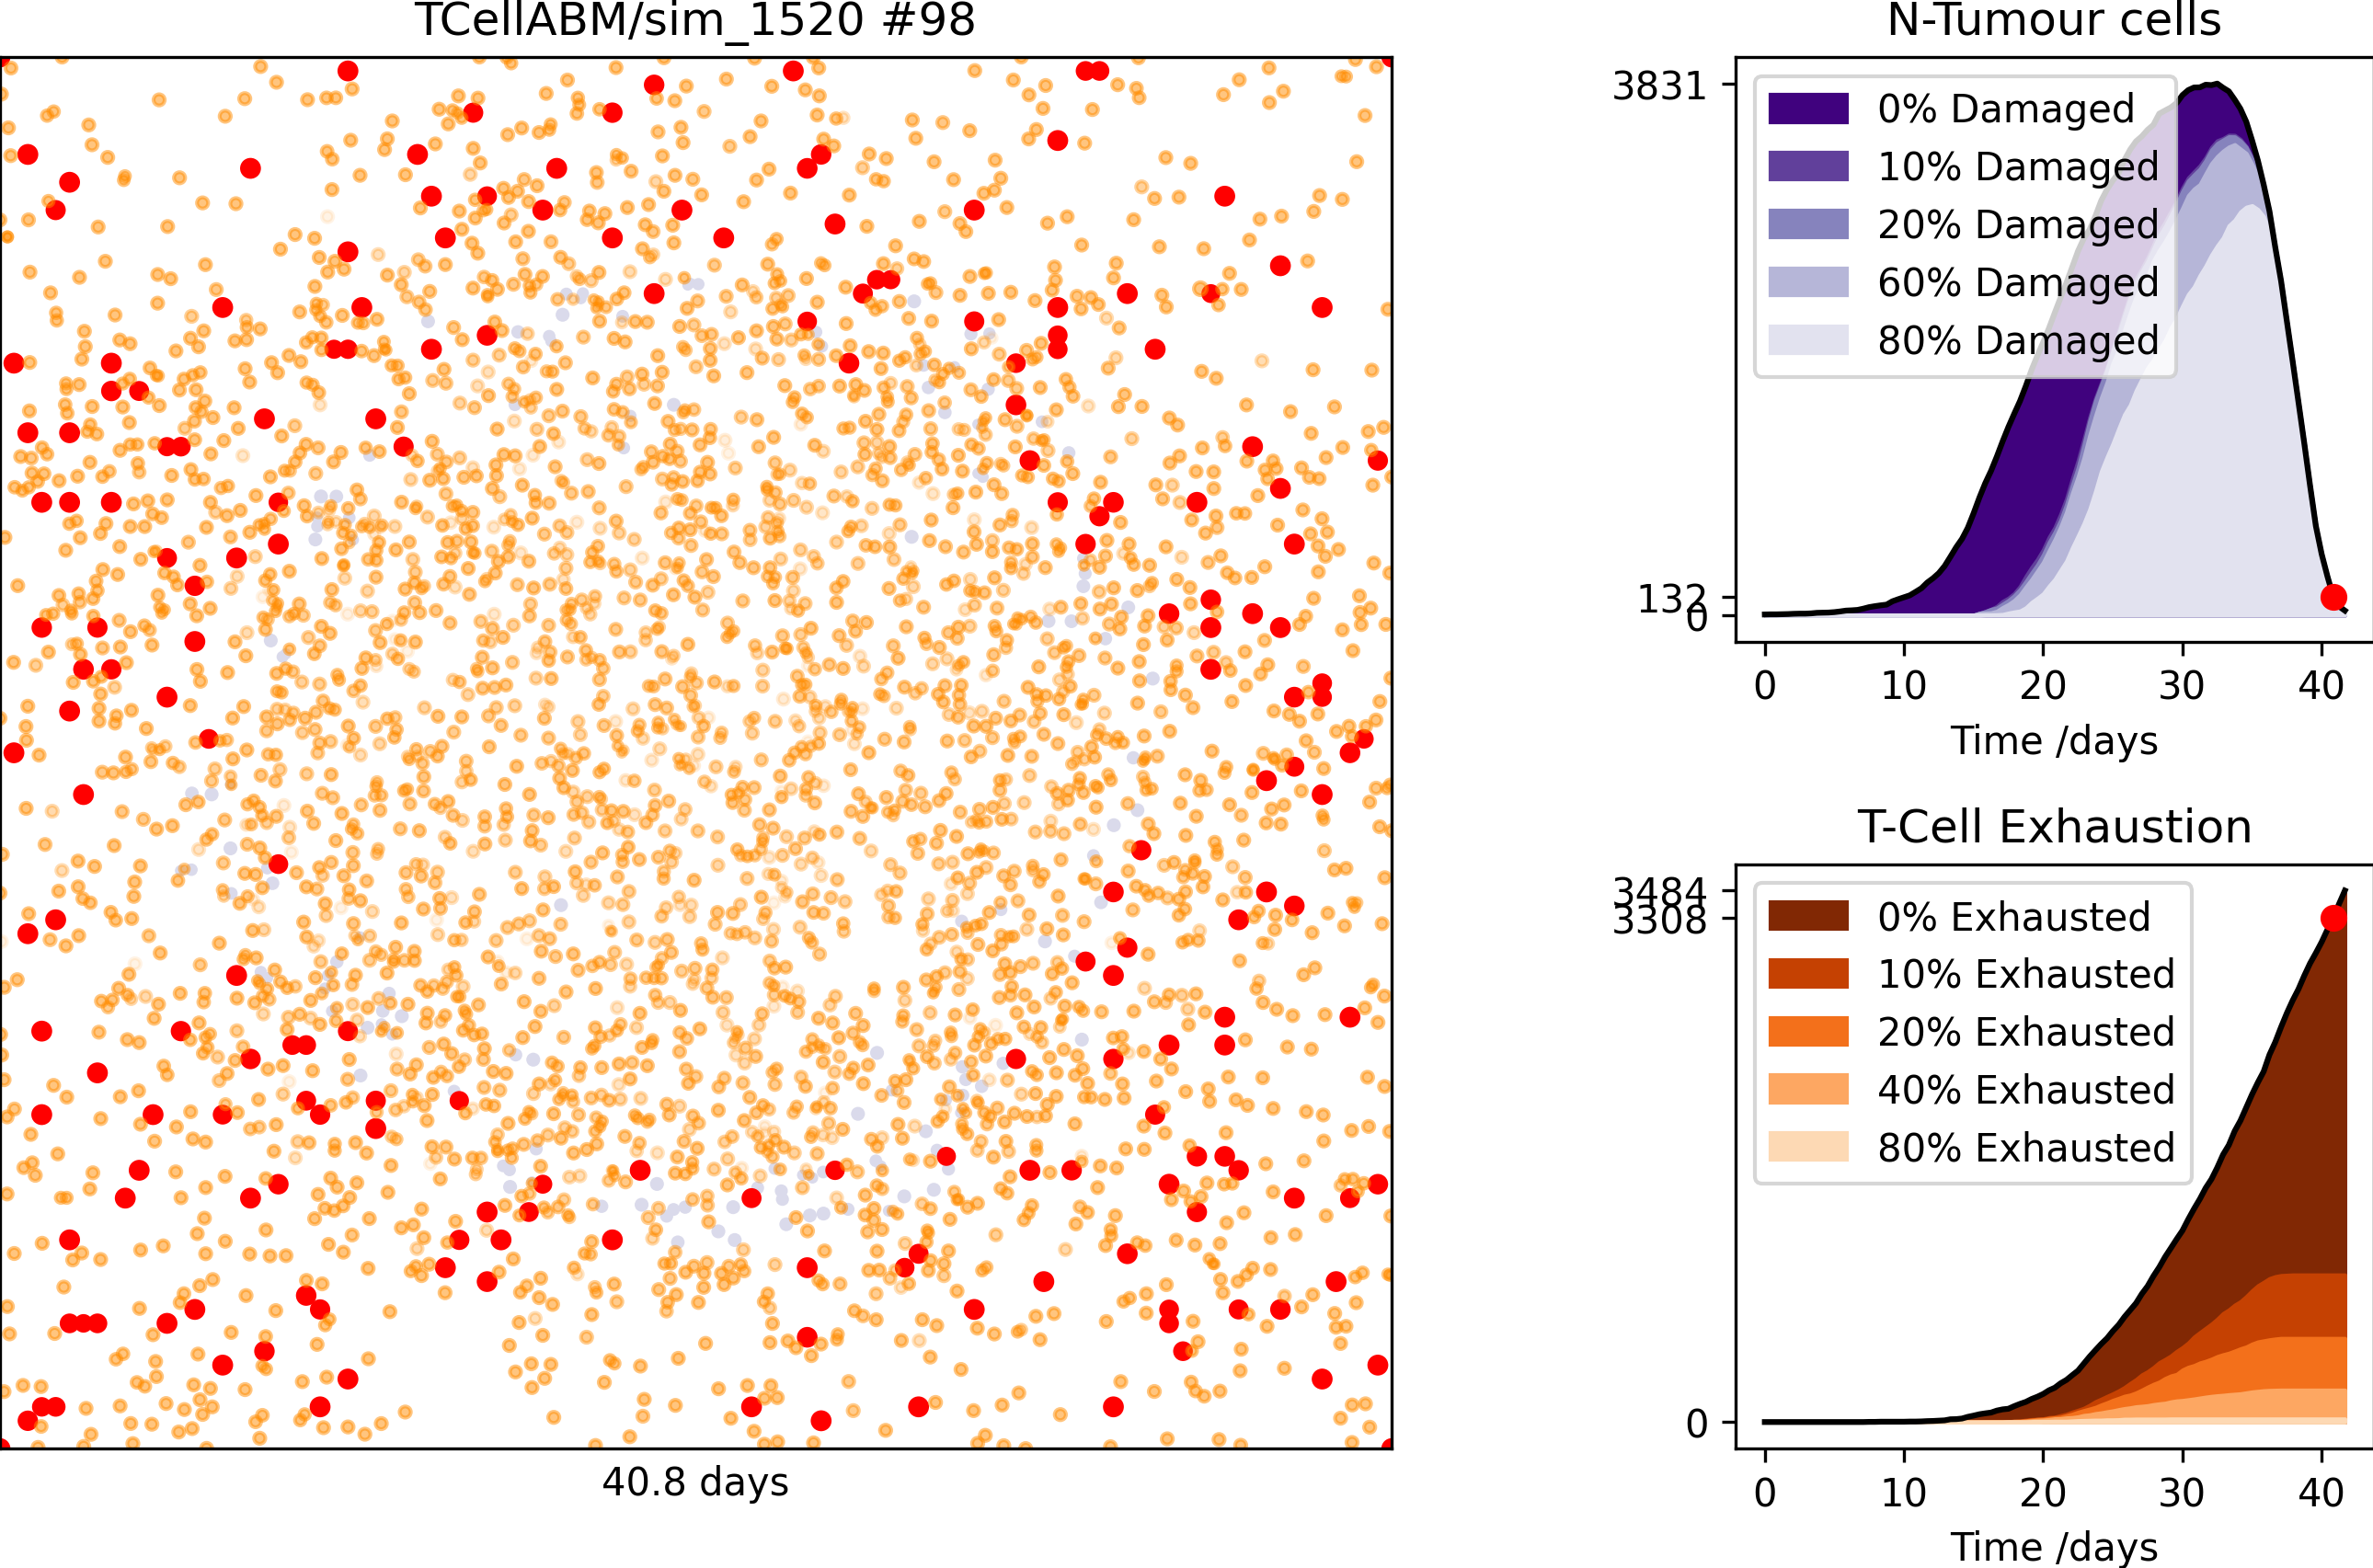 TCellABM/sim_1520 #98
40.8 days
N-Tumour cells
3831
132
0
0% Damaged
10% Damaged
20% Damaged
60% Damaged
80% Damaged
0 10 20 30 40
Time /days
T-Cell Exhaustion
3484
3308
0
0% Exhausted
10% Exhausted
20% Exhausted
40% Exhausted
80% Exhausted
0 10 20 30 40
Time /days